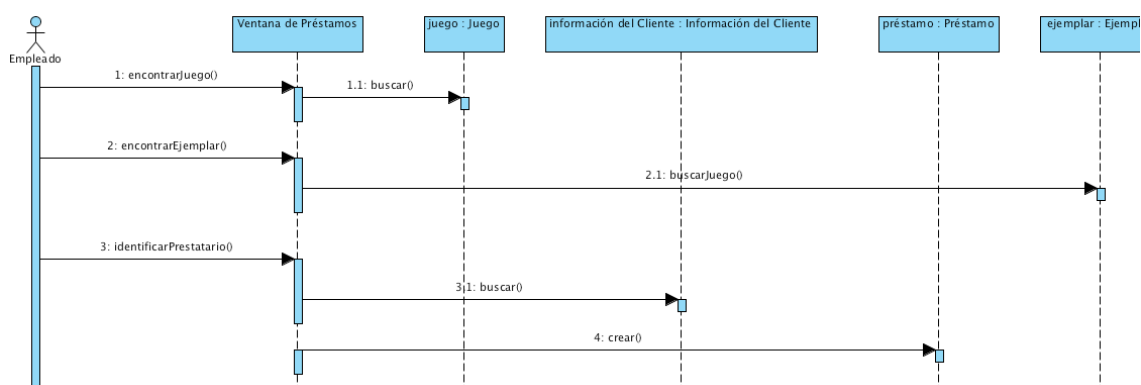 Ventana de Préstamos
juego : Juego
información del Cliente : Información del Cliente
préstamo : Préstamo
ejemplar : Ejempl
Empleado
1: encontrarJuego()
1.1: buscar()
2: encontrarEjemplar()
2.1: buscarJuego()
3: identificarPrestatario()
3.1: buscar()
4: crear()